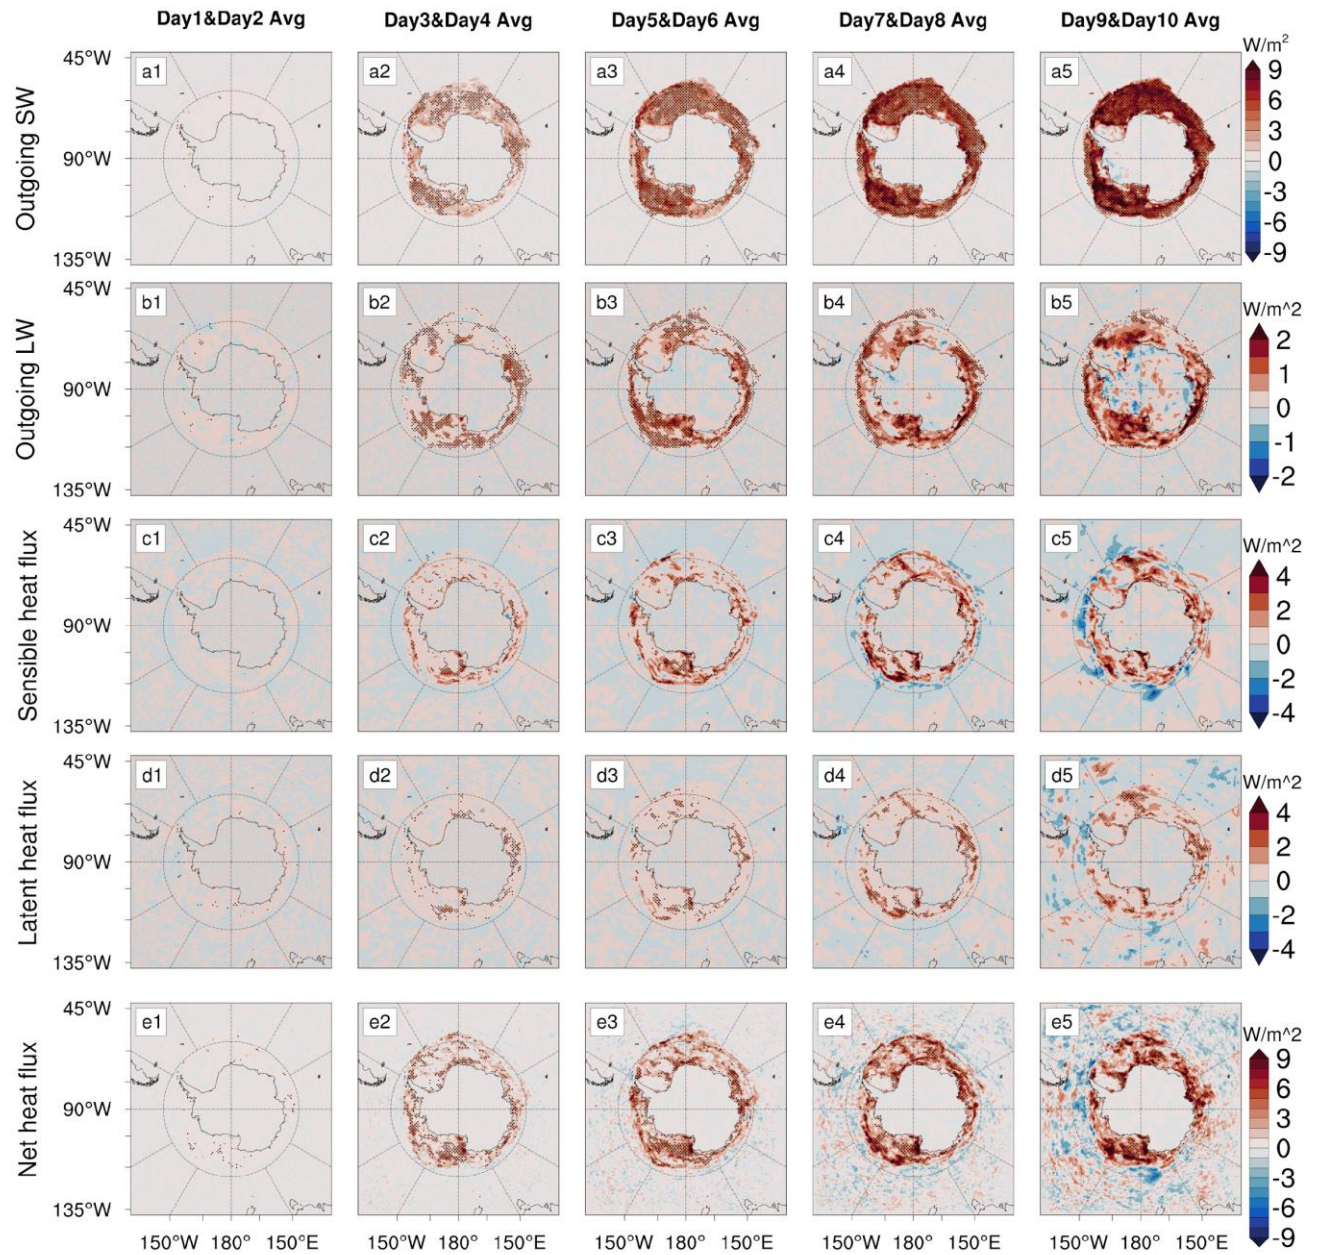 Day1&Day2 Avg Day3&Day4 Avg Day5&Day6 Avg Day7&Day8 Avg Day9&Day10 Avg
Outgoing SW
45°W
90°W
135°W
a1 a2 a3 a4 a5
W/m²
9
6
3
0
-3
-6
-9
Outgoing LW
45°W
90°W
135°W
b1 b2 b3 b4 b5
W/m^2
2
1
0
-1
-2
Sensible heat flux
45°W
90°W
135°W
c1 c2 c3 c4 c5
W/m^2
4
2
0
-2
-4
Latent heat flux
45°W
90°W
135°W
d1 d2 d3 d4 d5
W/m^2
4
2
0
-2
-4
Net heat flux
45°W
90°W
135°W
e1 e2 e3 e4 e5
W/m^2
9
6
3
0
-3
-6
-9
150°W 180° 150°E 150°W 180° 150°E 150°W 180° 150°E 150°W 180° 150°E 150°W 180° 150°E